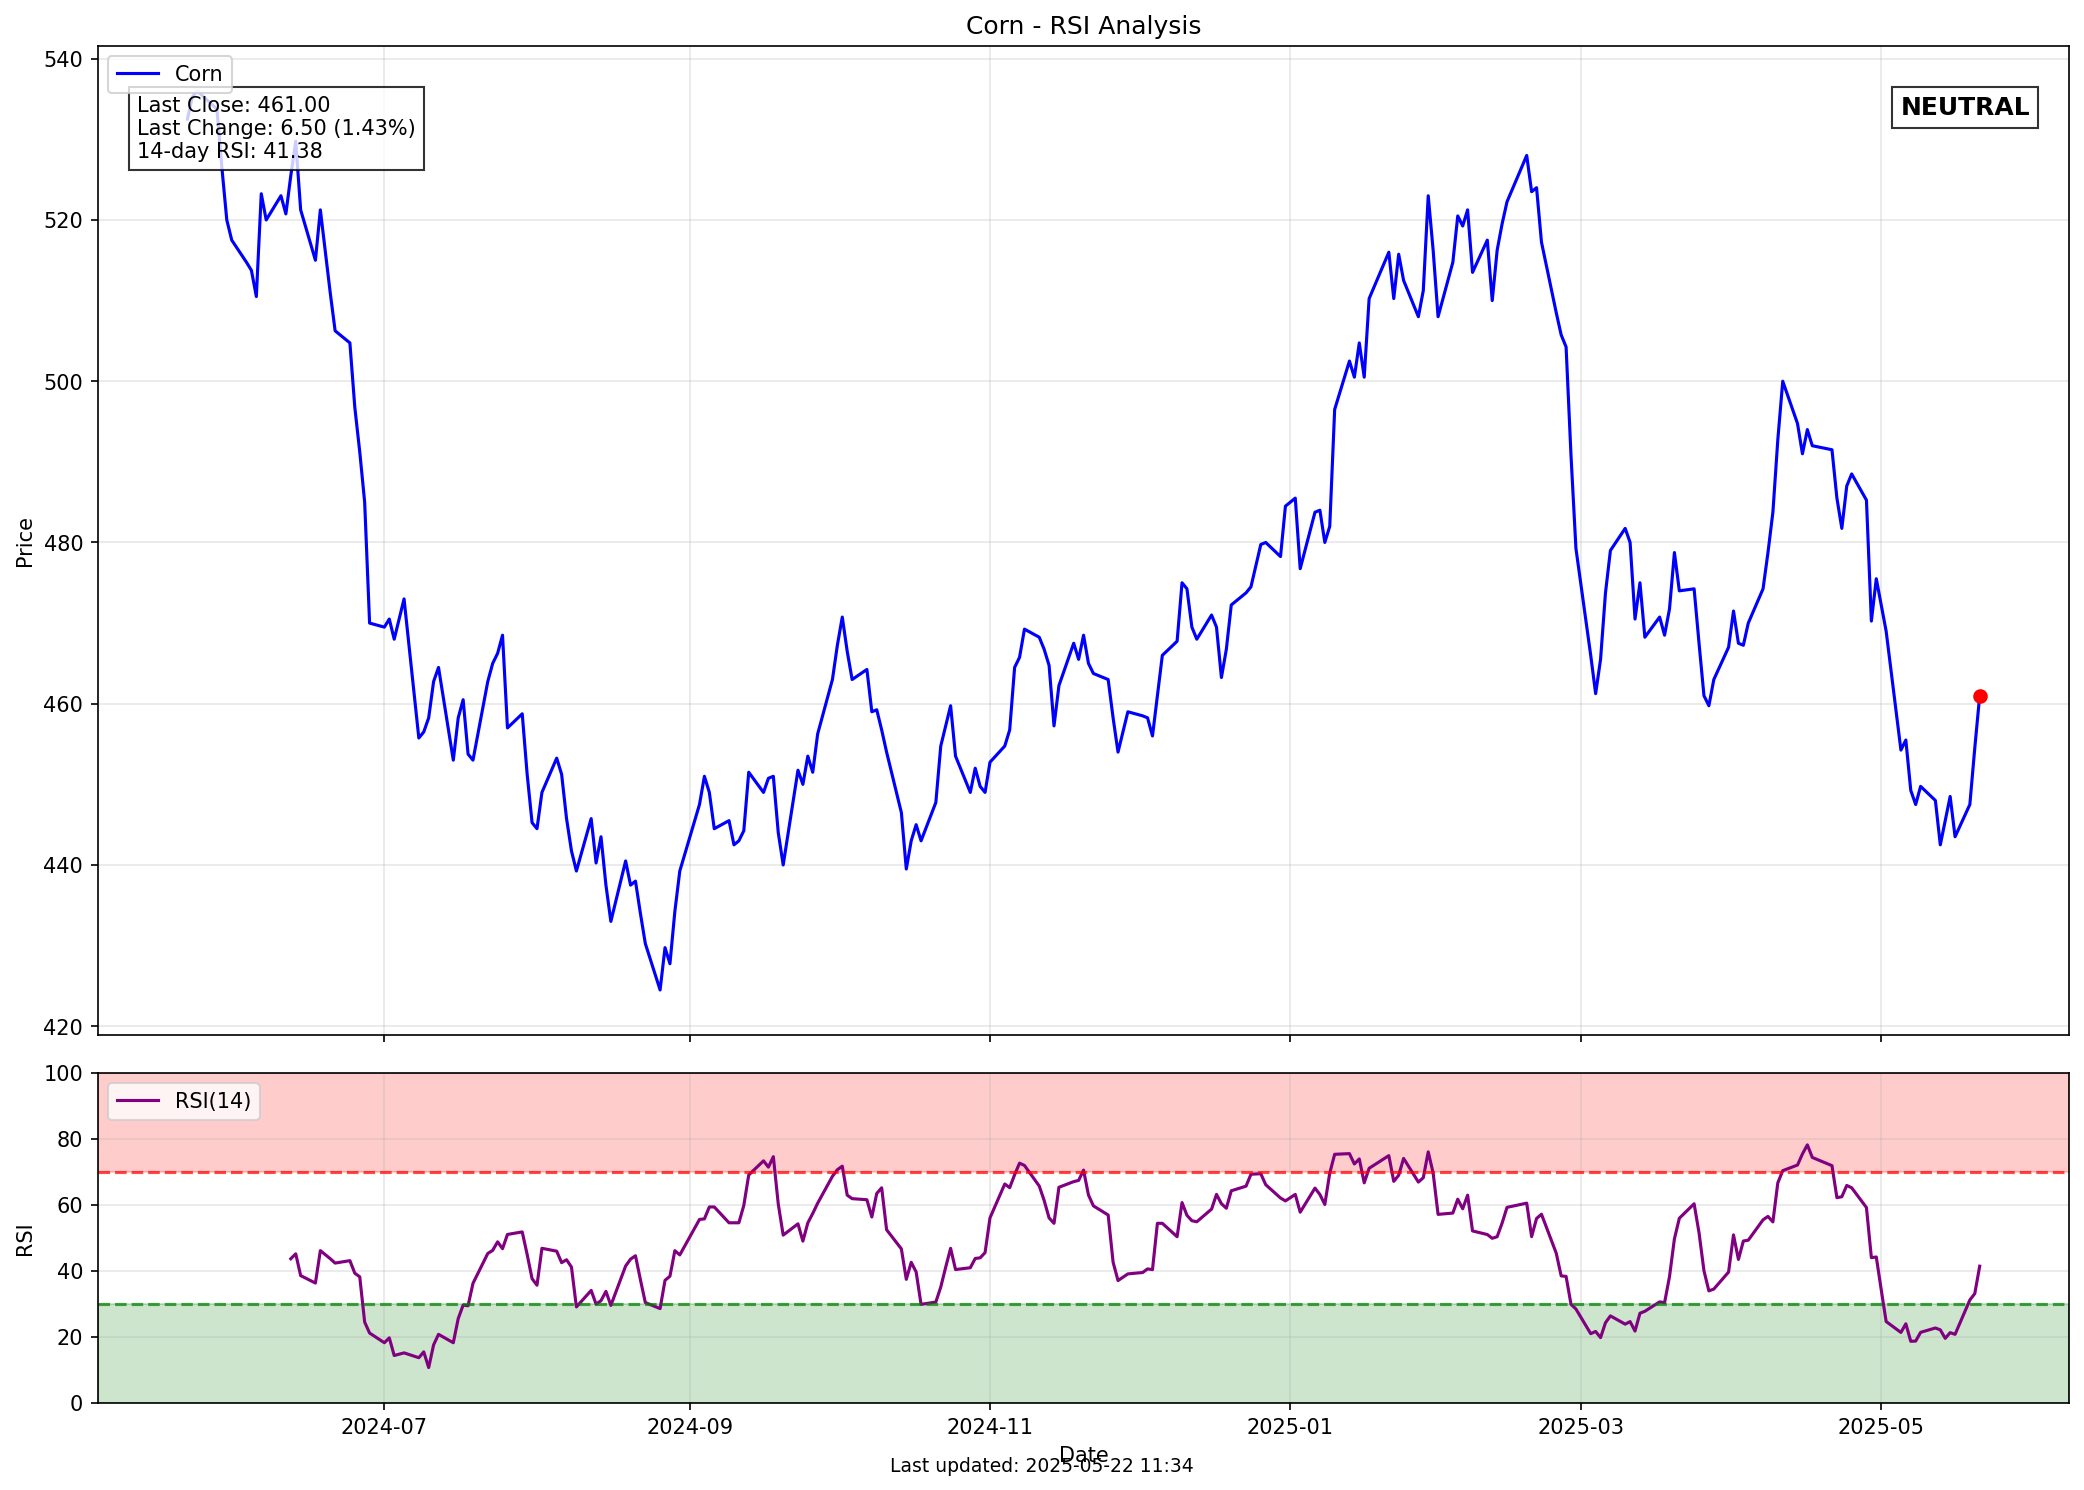 Corn - RSI Analysis
Corn
Last Close: 461.00
Last Change: 6.50 (1.43%)
14-day RSI: 41.38
NEUTRAL
Price
540
520
500
480
460
440
420
RSI(14)
RSI
100
80
60
40
20
0
2024-07
2024-09
2024-11
2025-01
2025-03
2025-05
Date
Last updated: 2025-05-22 11:34